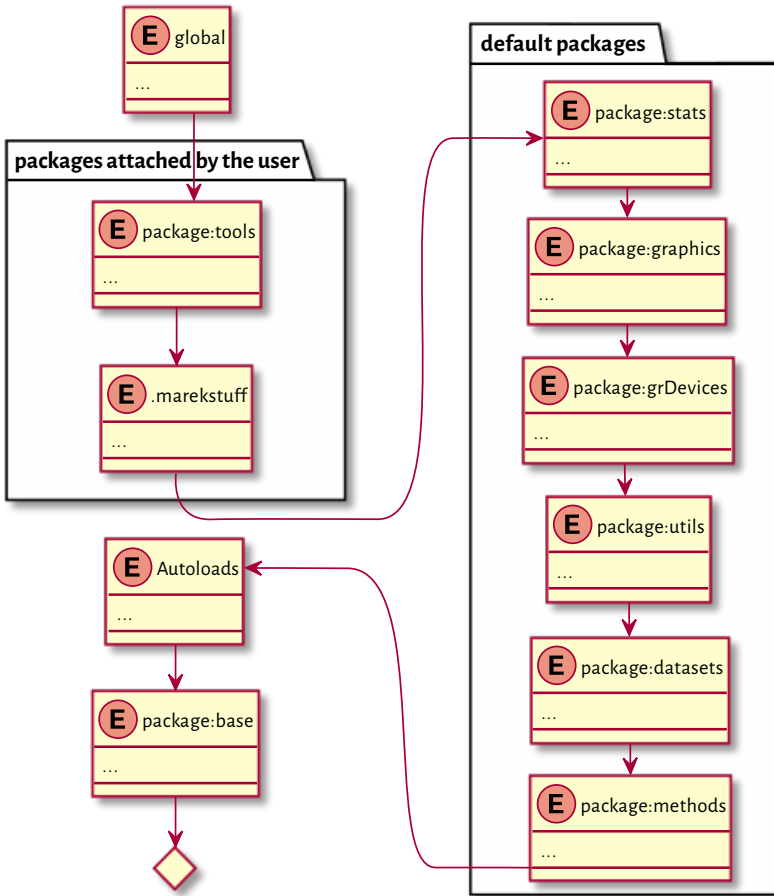 E global
...
packages attached by the user
E package:tools
...
E .marekstuff
...
default packages
E package:stats
...
E package:graphics
...
E package:grDevices
...
E package:utils
...
E package:datasets
...
E package:methods
...
E Autoloads
...
E package:base
...